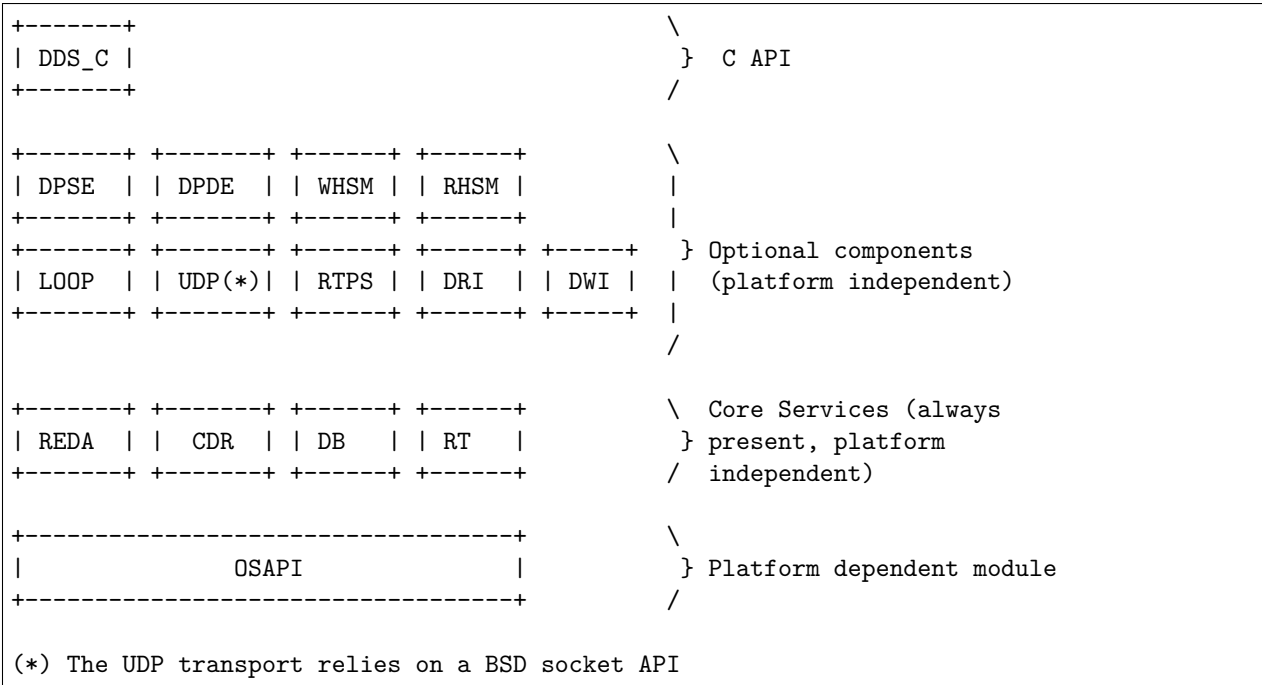 +-------+                                      \
| DDS_C |                                       }  C API
+-------+                                      /

+-------+ +-------+ +------+ +------+          \
| DPSE  | | DPDE  | | WHSM | | RHSM |          |
+-------+ +-------+ +------+ +------+          |
+-------+ +-------+ +------+ +------+ +-----+   } Optional components
| LOOP  | | UDP(*)| | RTPS | | DRI  | | DWI |  |  (platform independent)
+-------+ +-------+ +------+ +------+ +-----+  |
                                               /

+-------+ +-------+ +------+ +------+          \  Core Services (always
| REDA  | |  CDR  | | DB   | | RT   |           } present, platform
+-------+ +-------+ +------+ +------+          /  independent)

+-----------------------------------+          \
|               OSAPI               |           } Platform dependent module
+-----------------------------------+          /

(*) The UDP transport relies on a BSD socket API